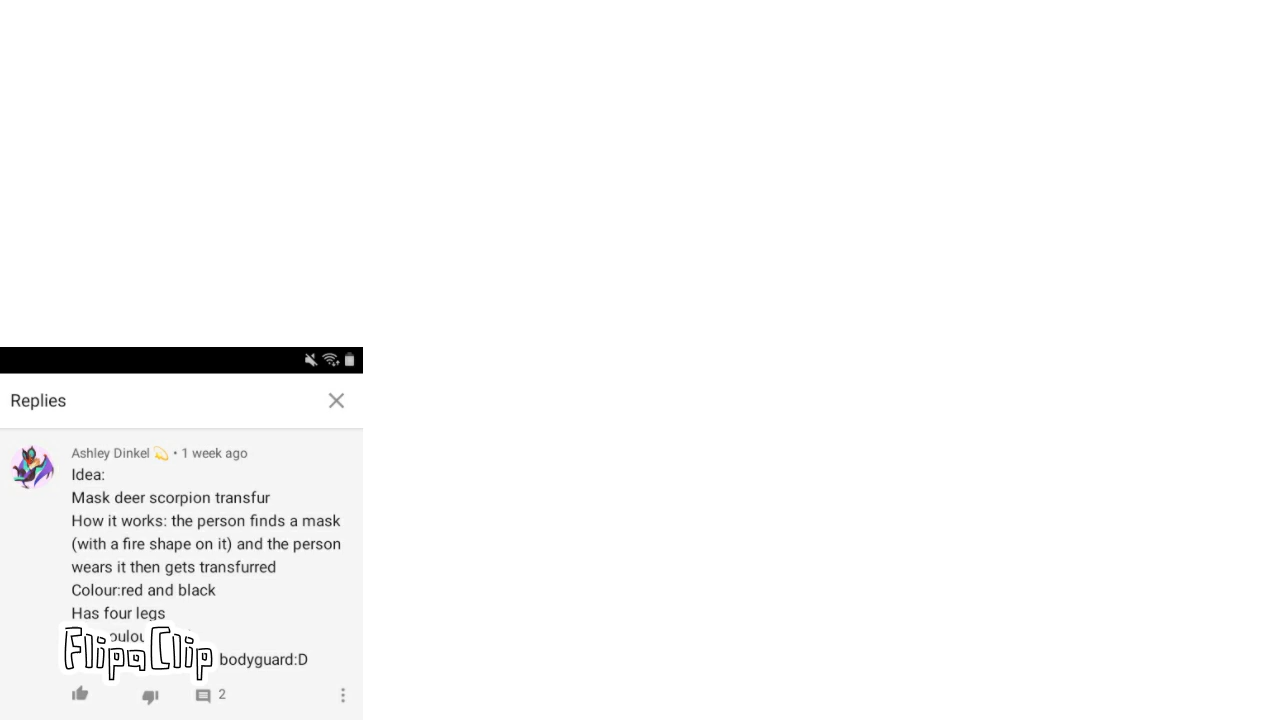 Replies
Ashley Dinkel 💫 • 1 week ago
Idea:
Mask deer scorpion transfur
How it works: the person finds a mask
(with a fire shape on it) and the person
wears it then gets transfurred
Colour:red and black
Has four legs
FlipaClip bodyguard:D
2